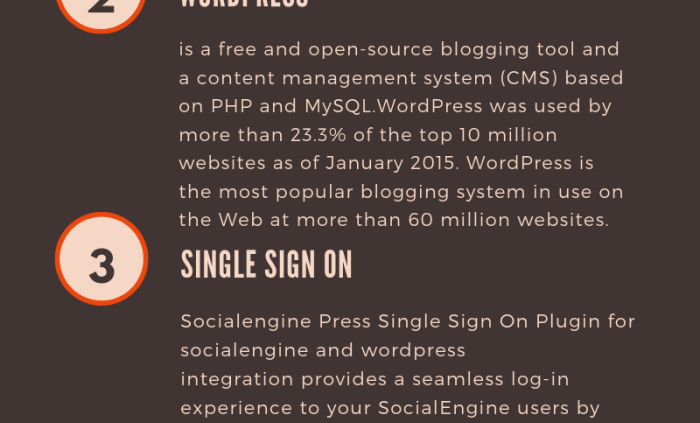 2
WORDPRESS
is a free and open-source blogging tool and
a content management system (CMS) based
on PHP and MySQL.WordPress was used by
more than 23.3% of the top 10 million
websites as of January 2015. WordPress is
the most popular blogging system in use on
the Web at more than 60 million websites.
3
SINGLE SIGN ON
Socialengine Press Single Sign On Plugin for
socialengine and wordpress
integration provides a seamless log-in
experience to your SocialEngine users by